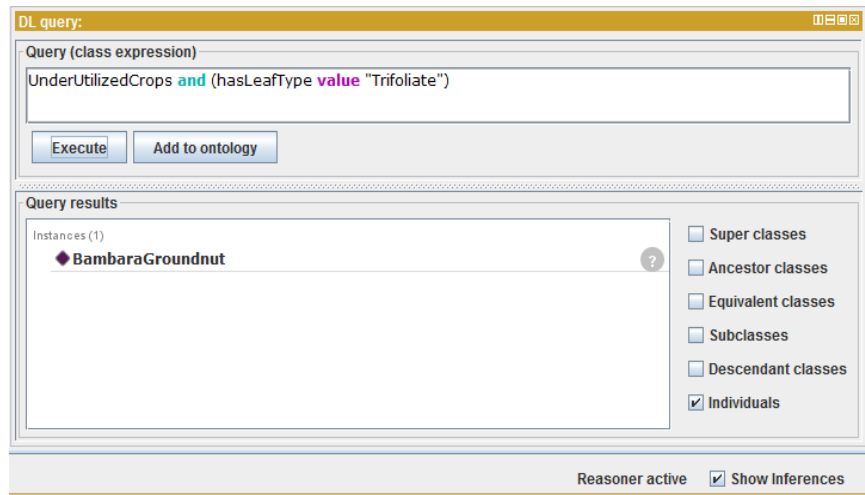 DL query:
Query (class expression)
UnderUtilizedCrops and (hasLeafType value "Trifoliate")
Execute
Add to ontology
Query results
Instances (1)
BambaraGroundnut
?
Super classes
Ancestor classes
Equivalent classes
Subclasses
Descendant classes
Individuals
Reasoner active
Show Inferences